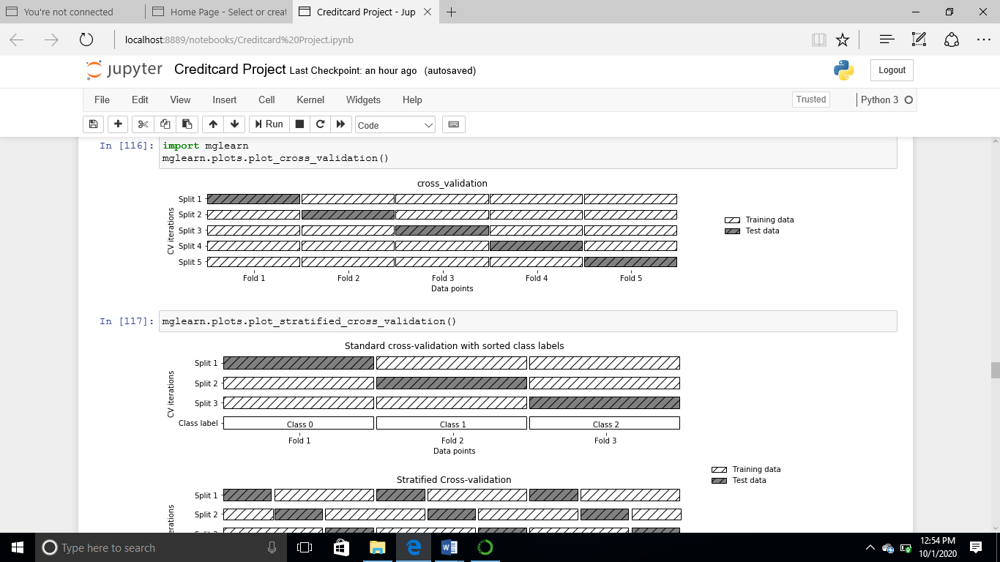 You're not connected
Home Page - Select or creat
Creditcard Project - Jup
localhost:8889/notebooks/Creditcard%20Project.ipynb
jupyter Creditcard Project Last Checkpoint: an hour ago (autosaved)
Logout
File Edit View Insert Cell Kernel Widgets Help
Trusted
Python 3
Run
Code
In [116]: import mglearn
mglearn.plots.plot_cross_validation()
cross_validation
CV iterations
Split 1
Split 2
Split 3
Split 4
Split 5
Fold 1 Fold 2 Fold 3 Fold 4 Fold 5
Data points
Training data
Test data
In [117]: mglearn.plots.plot_stratified_cross_validation()
Standard cross-validation with sorted class labels
CV iterations
Split 1
Split 2
Split 3
Class label Class 0 Class 1 Class 2
Fold 1 Fold 2 Fold 3
Data points
Training data
Test data
Stratified Cross-validation
Split 1
Split 2
Type here to search
12:54 PM
10/1/2020